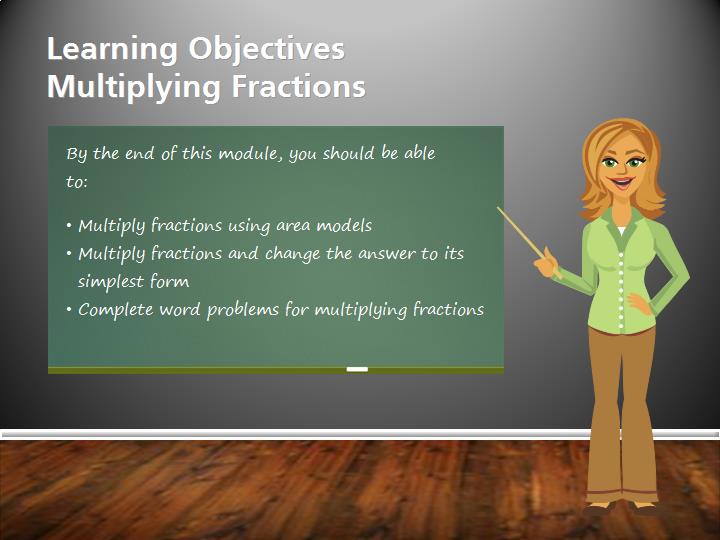 Learning Objectives
Multiplying Fractions
By the end of this module, you should be able
to:
• Multiply fractions using area models
• Multiply fractions and change the answer to its
simplest form
• Complete word problems for multiplying fractions